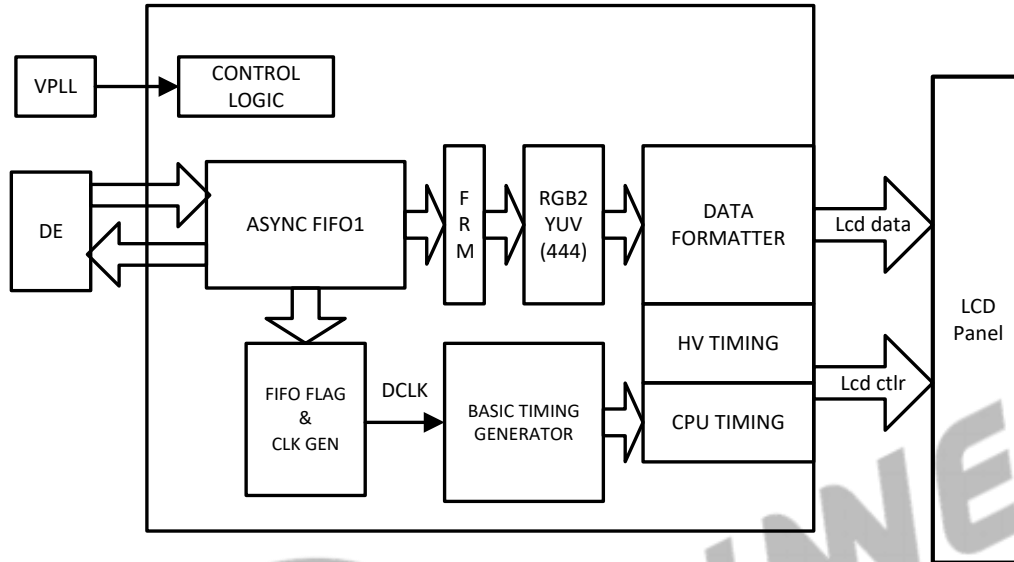 VPLL
CONTROL
LOGIC
DE
ASYNC FIFO1
F
R
M
RGB2
YUV
(444)
DATA
FORMATTER
Lcd data
LCD
Panel
HV TIMING
Lcd ctlr
CPU TIMING
FIFO FLAG
&
CLK GEN
DCLK
BASIC TIMING
GENERATOR